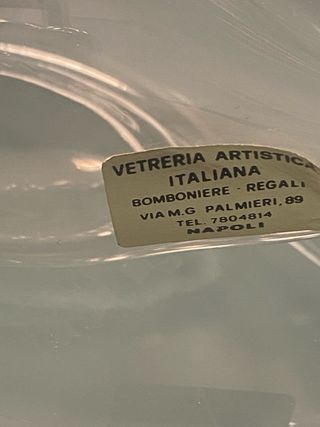 VETRERIA ARTISTICA
ITALIANA
BOMBONIERE - REGALI
VIA M.G PALMIERI, 89
TEL. 7804814
NAPOLI